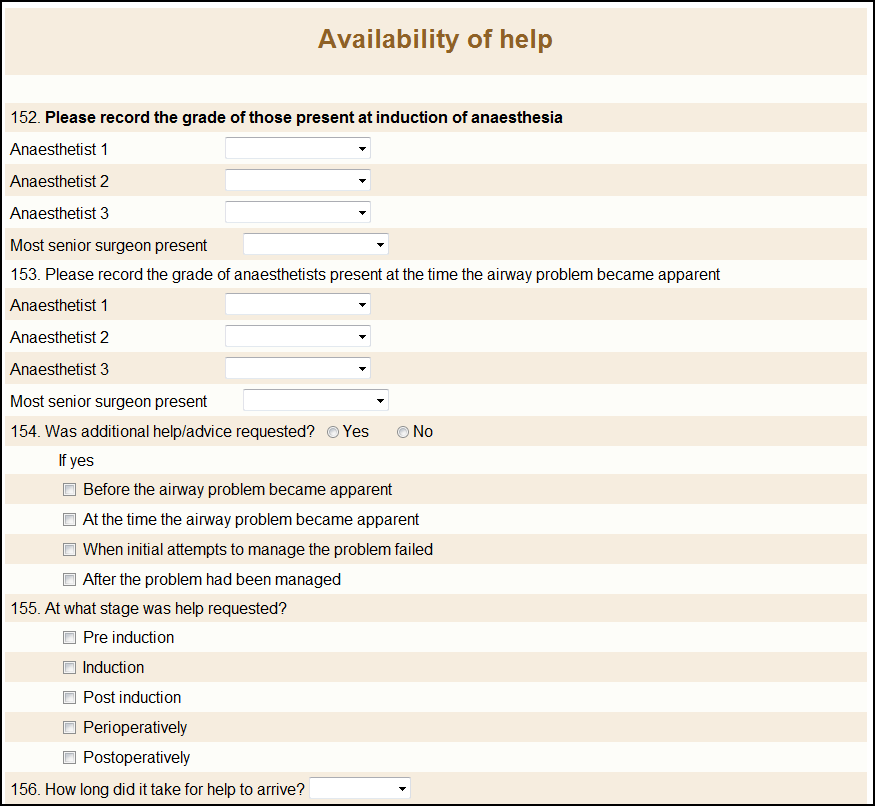 Availability of help
152. Please record the grade of those present at induction of anaesthesia
Anaesthetist 1
Anaesthetist 2
Anaesthetist 3
Most senior surgeon present
153. Please record the grade of anaesthetists present at the time the airway problem became apparent
Anaesthetist 1
Anaesthetist 2
Anaesthetist 3
Most senior surgeon present
154. Was additional help/advice requested? Yes No
If yes
Before the airway problem became apparent
At the time the airway problem became apparent
When initial attempts to manage the problem failed
After the problem had been managed
155. At what stage was help requested?
Pre induction
Induction
Post induction
Perioperatively
Postoperatively
156. How long did it take for help to arrive?